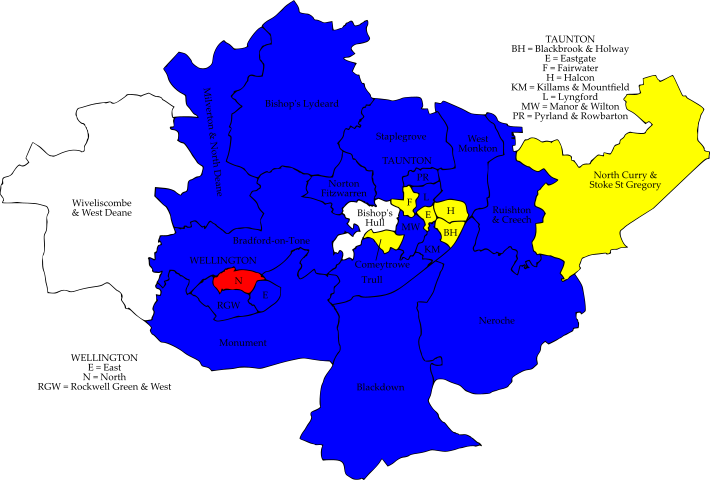 TAUNTON
BH = Blackbrook & Holway
E = Eastgate
F = Fairwater
H = Halcon
KM = Killams & Mountfield
L = Lyngford
MW = Manor & Wilton
PR = Pyrland & Rowbarton
Bishop's Lydeard
Milverton & North Deane
Staplegrove
West
Monkton
TAUNTON
PR
North Curry &
Stoke St Gregory
Norton
Fitzwarren
L
F
Wiveliscombe
& West Deane
Bishop's
Hull
E
H
Ruishton
& Creech
MW
BH
Bradford-on-Tone
KM
WELLINGTON
Comeytrowe
Trull
N
E
RGW
Neroche
Monument
WELLINGTON
E = East
N = North
RGW = Rockwell Green & West
Blackdown